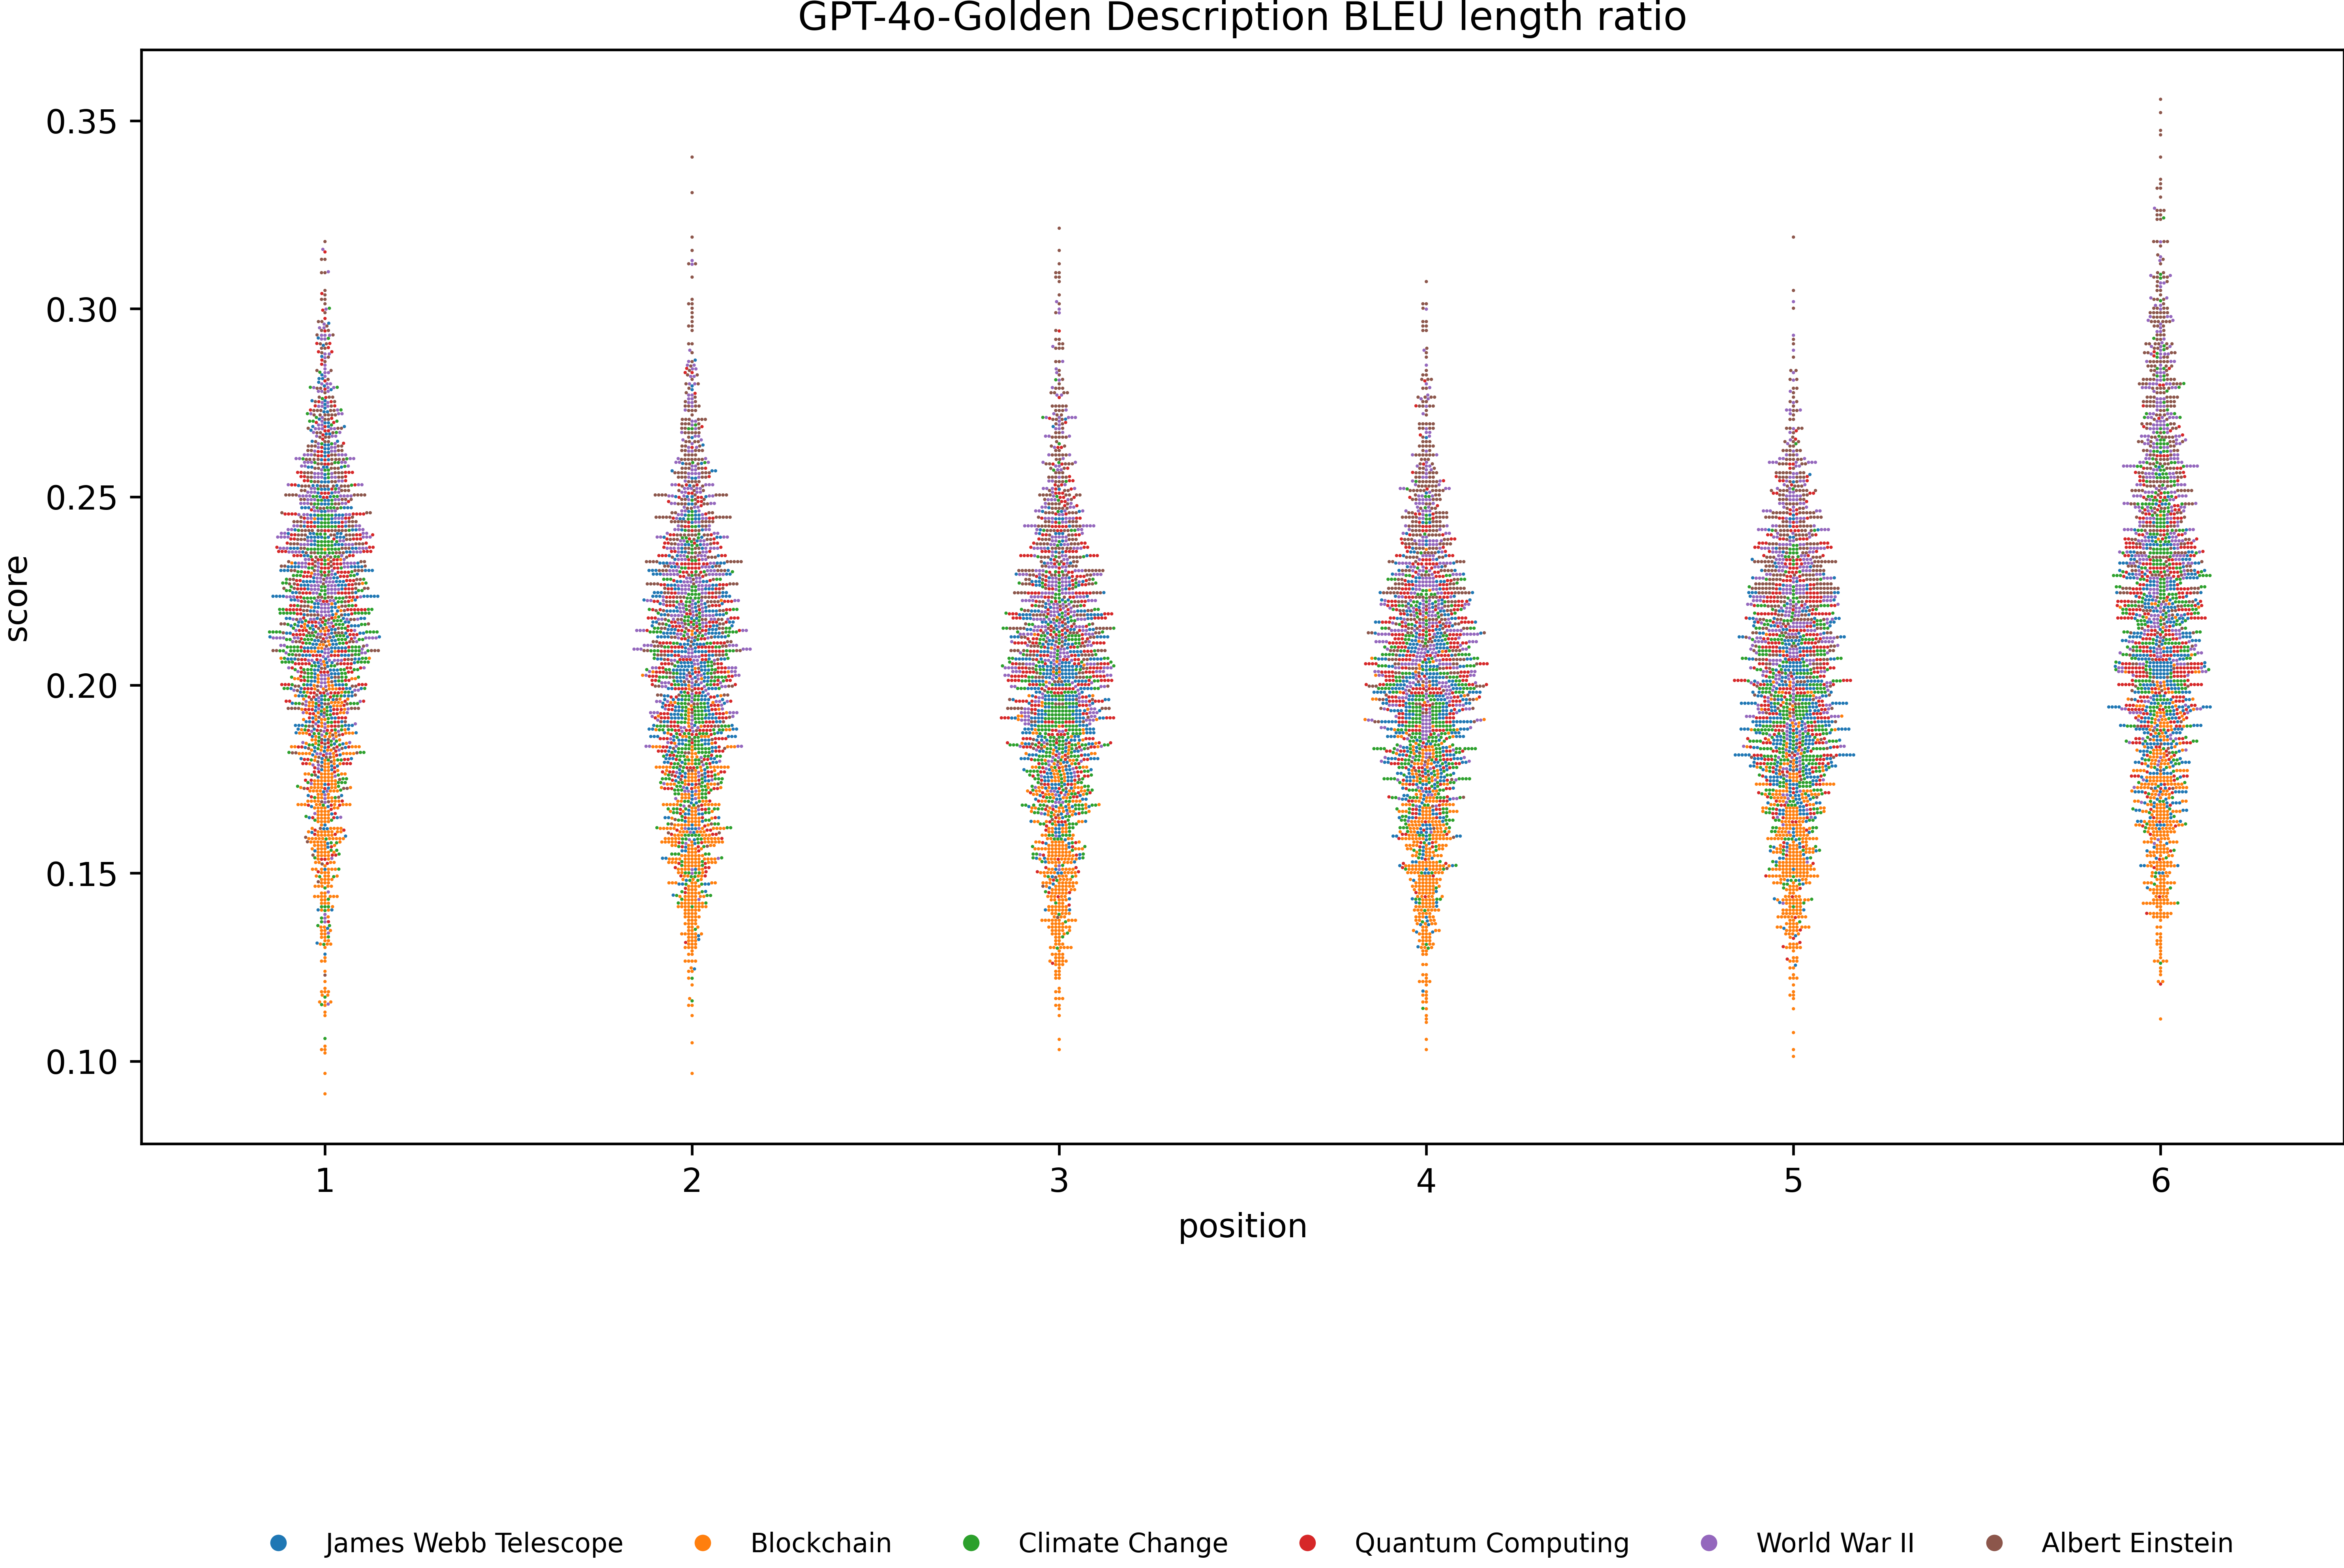 GPT-4o-Golden Description BLEU length ratio
score
0.35
0.30
0.25
0.20
0.15
0.10
1 2 3 4 5 6
position
James Webb Telescope Blockchain Climate Change Quantum Computing World War II Albert Einstein